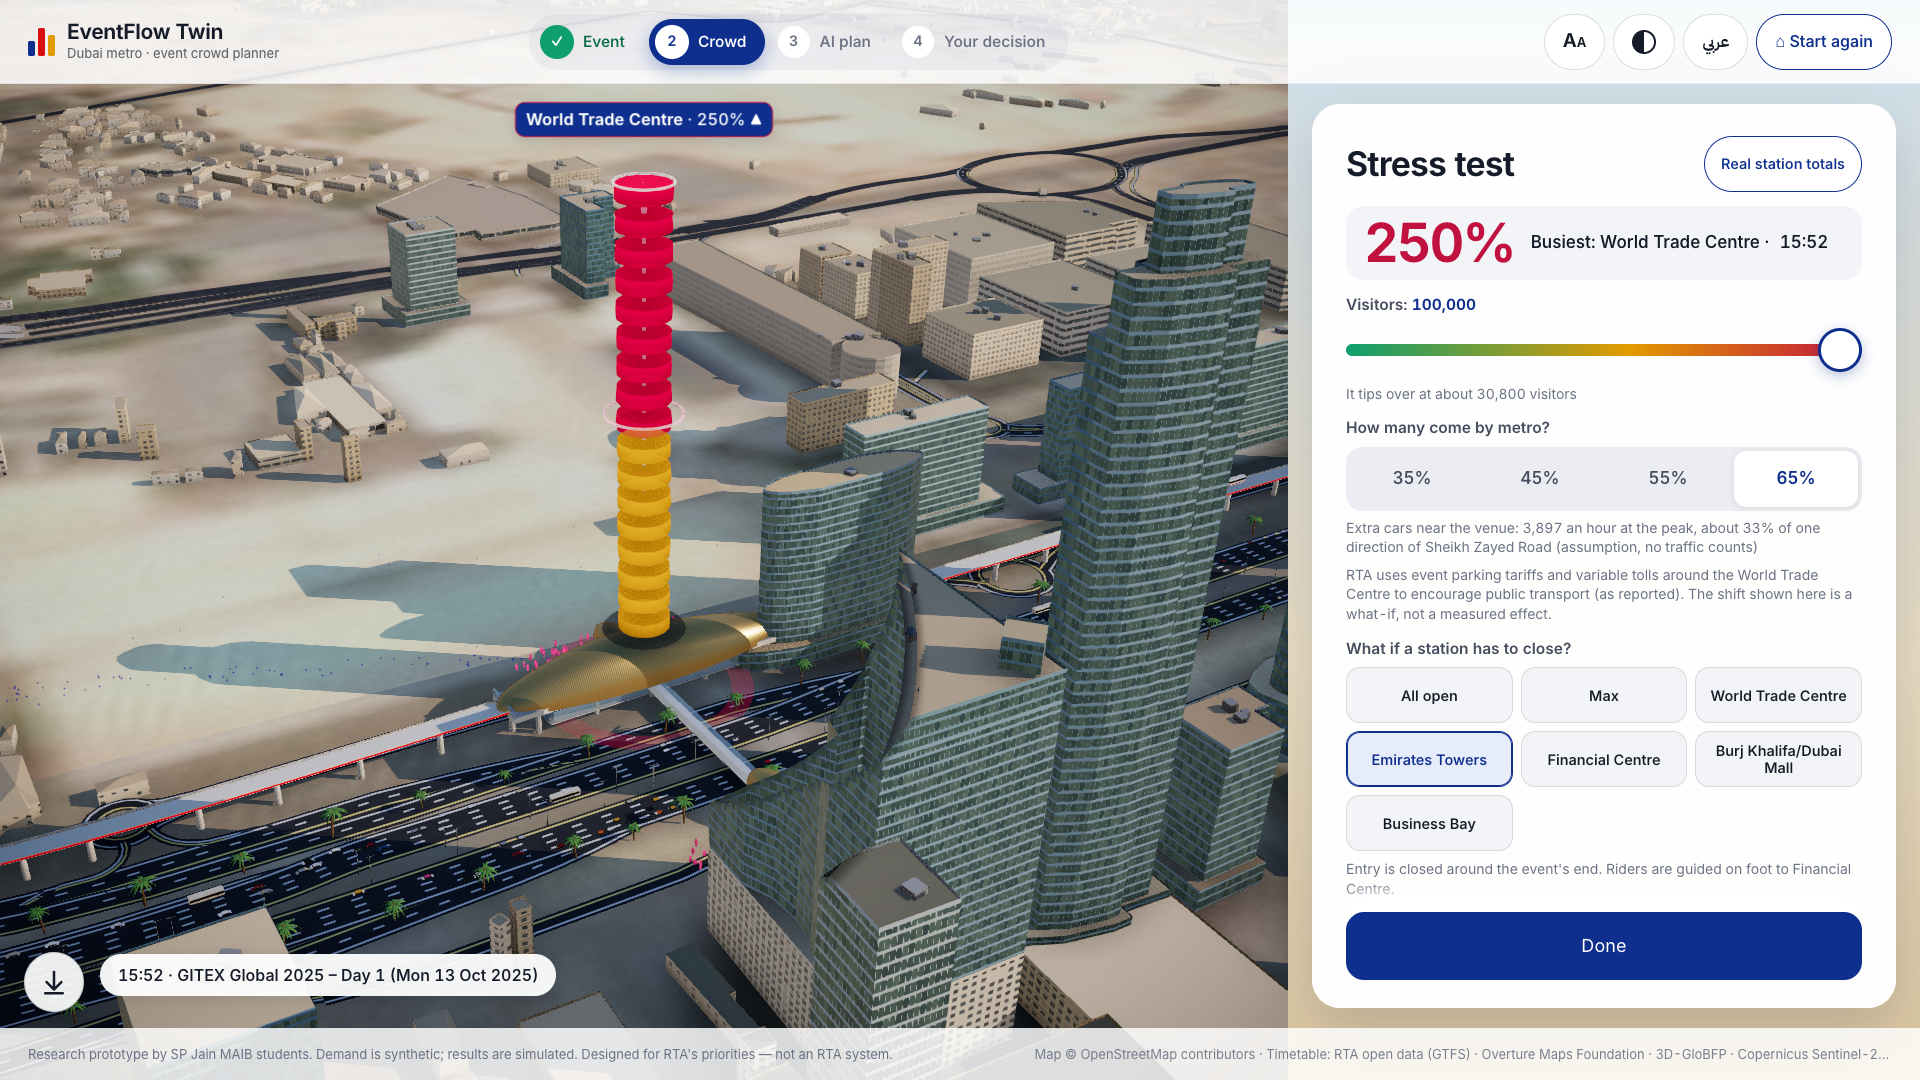 EventFlow Twin
Dubai metro · event crowd planner
Event
2 Crowd
3 AI plan
4 Your decision
AA
عربي
⌂ Start again
World Trade Centre · 250% ▲
Stress test
Real station totals
250% Busiest: World Trade Centre · 15:52
Visitors: 100,000
It tips over at about 30,800 visitors
How many come by metro?
35% 45% 55% 65%
Extra cars near the venue: 3,897 an hour at the peak, about 33% of one
direction of Sheikh Zayed Road (assumption, no traffic counts)
RTA uses event parking tariffs and variable tolls around the World Trade
Centre to encourage public transport (as reported). The shift shown here is a
what-if, not a measured effect.
What if a station has to close?
All open
Max
World Trade Centre
Emirates Towers
Financial Centre
Burj Khalifa/Dubai
Mall
Business Bay
Entry is closed around the event's end. Riders are guided on foot to Financial
Centre.
Done
15:52 · GITEX Global 2025 – Day 1 (Mon 13 Oct 2025)
Research prototype by SP Jain MAIB students. Demand is synthetic; results are simulated. Designed for RTA's priorities — not an RTA system.
Map © OpenStreetMap contributors · Timetable: RTA open data (GTFS) · Overture Maps Foundation · 3D-GloBFP · Copernicus Sentinel-2...